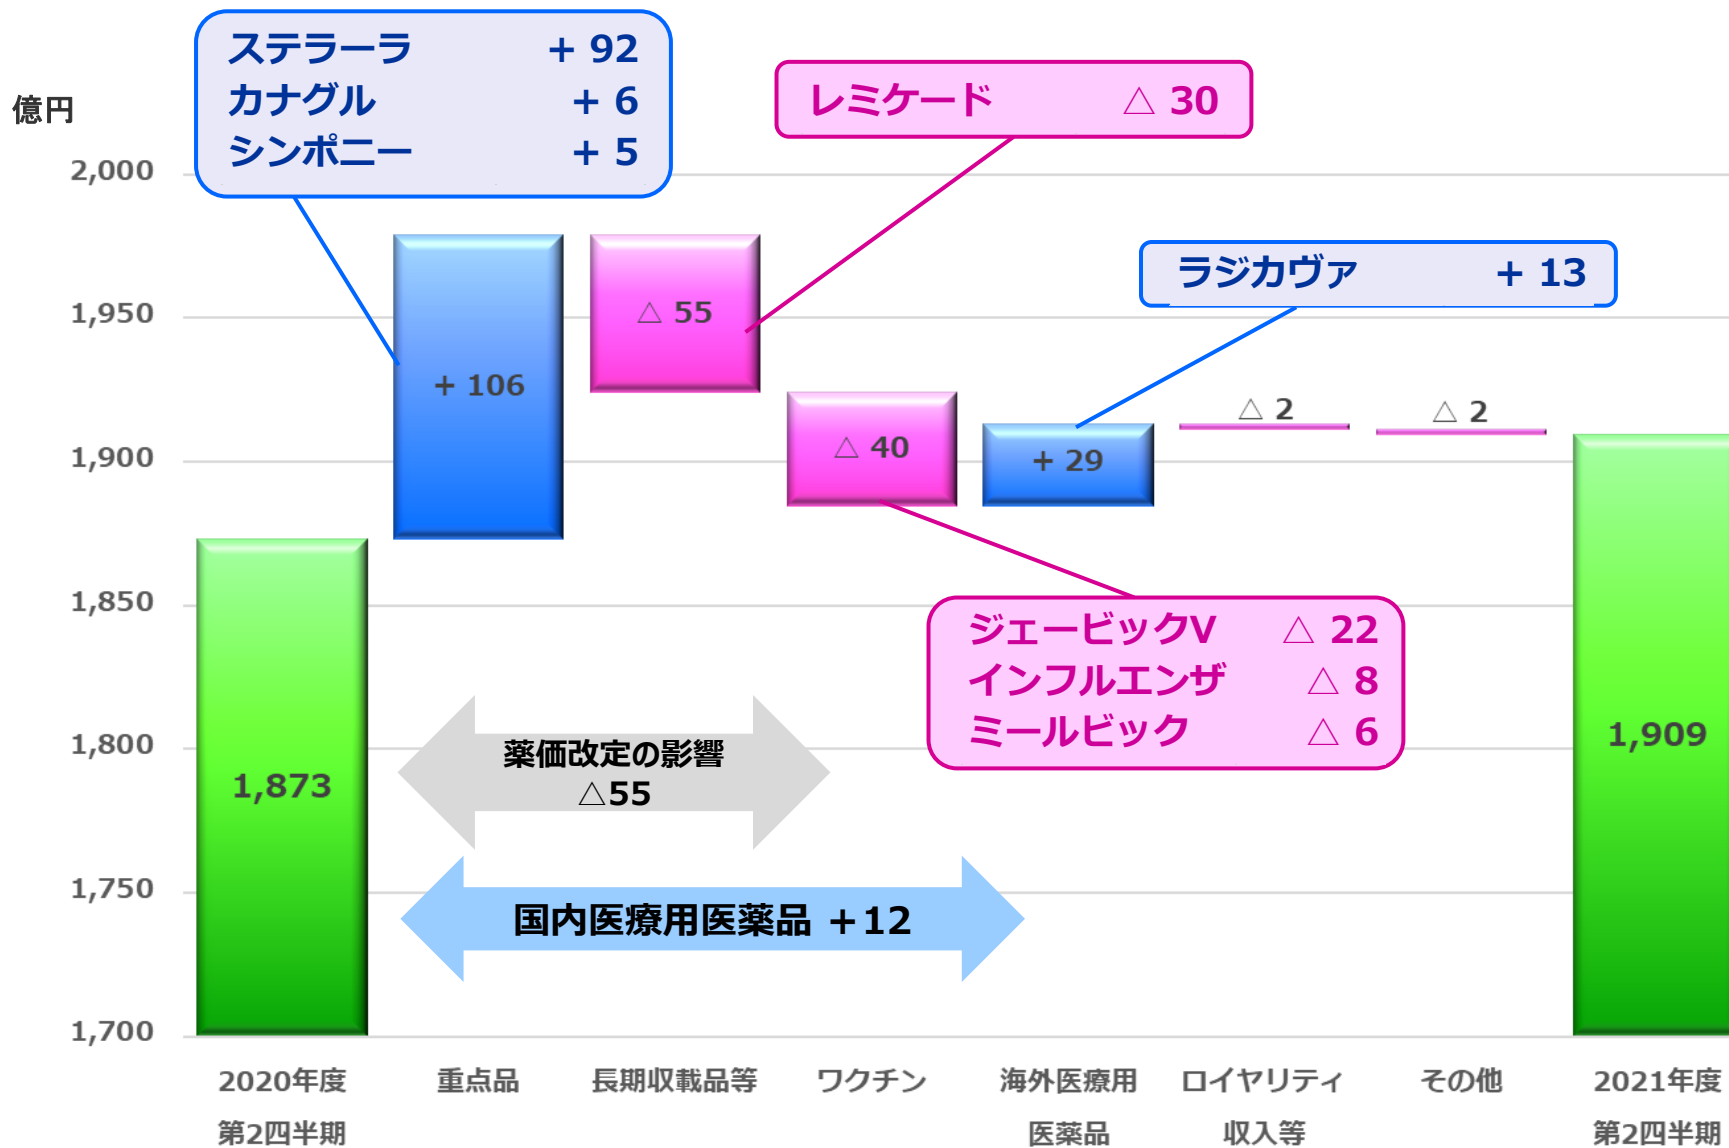 ステラーラ + 92
カナグル + 6
シンポニー + 5
レミケード △ 30
億円
2,000
1,950
1,900
1,850
1,800
1,750
1,700
ラジカヴァ + 13
+ 106
△ 55
△ 40
+ 29
△ 2
△ 2
ジェービックV △ 22
インフルエンザ △ 8
ミールビック △ 6
1,873
1,909
薬価改定の影響
△55
国内医療用医薬品 +12
2020年度
第2四半期
重点品
長期収載品等
ワクチン
海外医療用
医薬品
ロイヤリティ
収入等
その他
2021年度
第2四半期